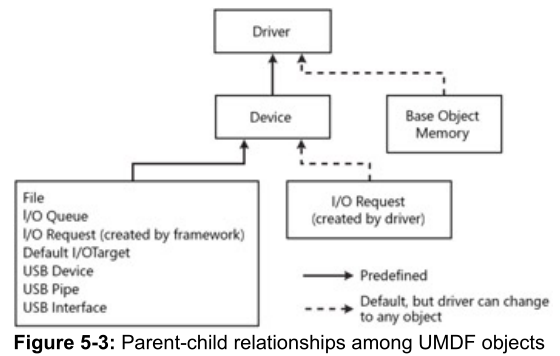 Driver
Device
Base Object
Memory
File
I/O Queue
I/O Request (created by framework)
Default I/OTarget
USB Device
USB Pipe
USB Interface
I/O Request
(created by driver)
Predefined
Default, but driver can change
to any object
Figure 5-3: Parent-child relationships among UMDF objects